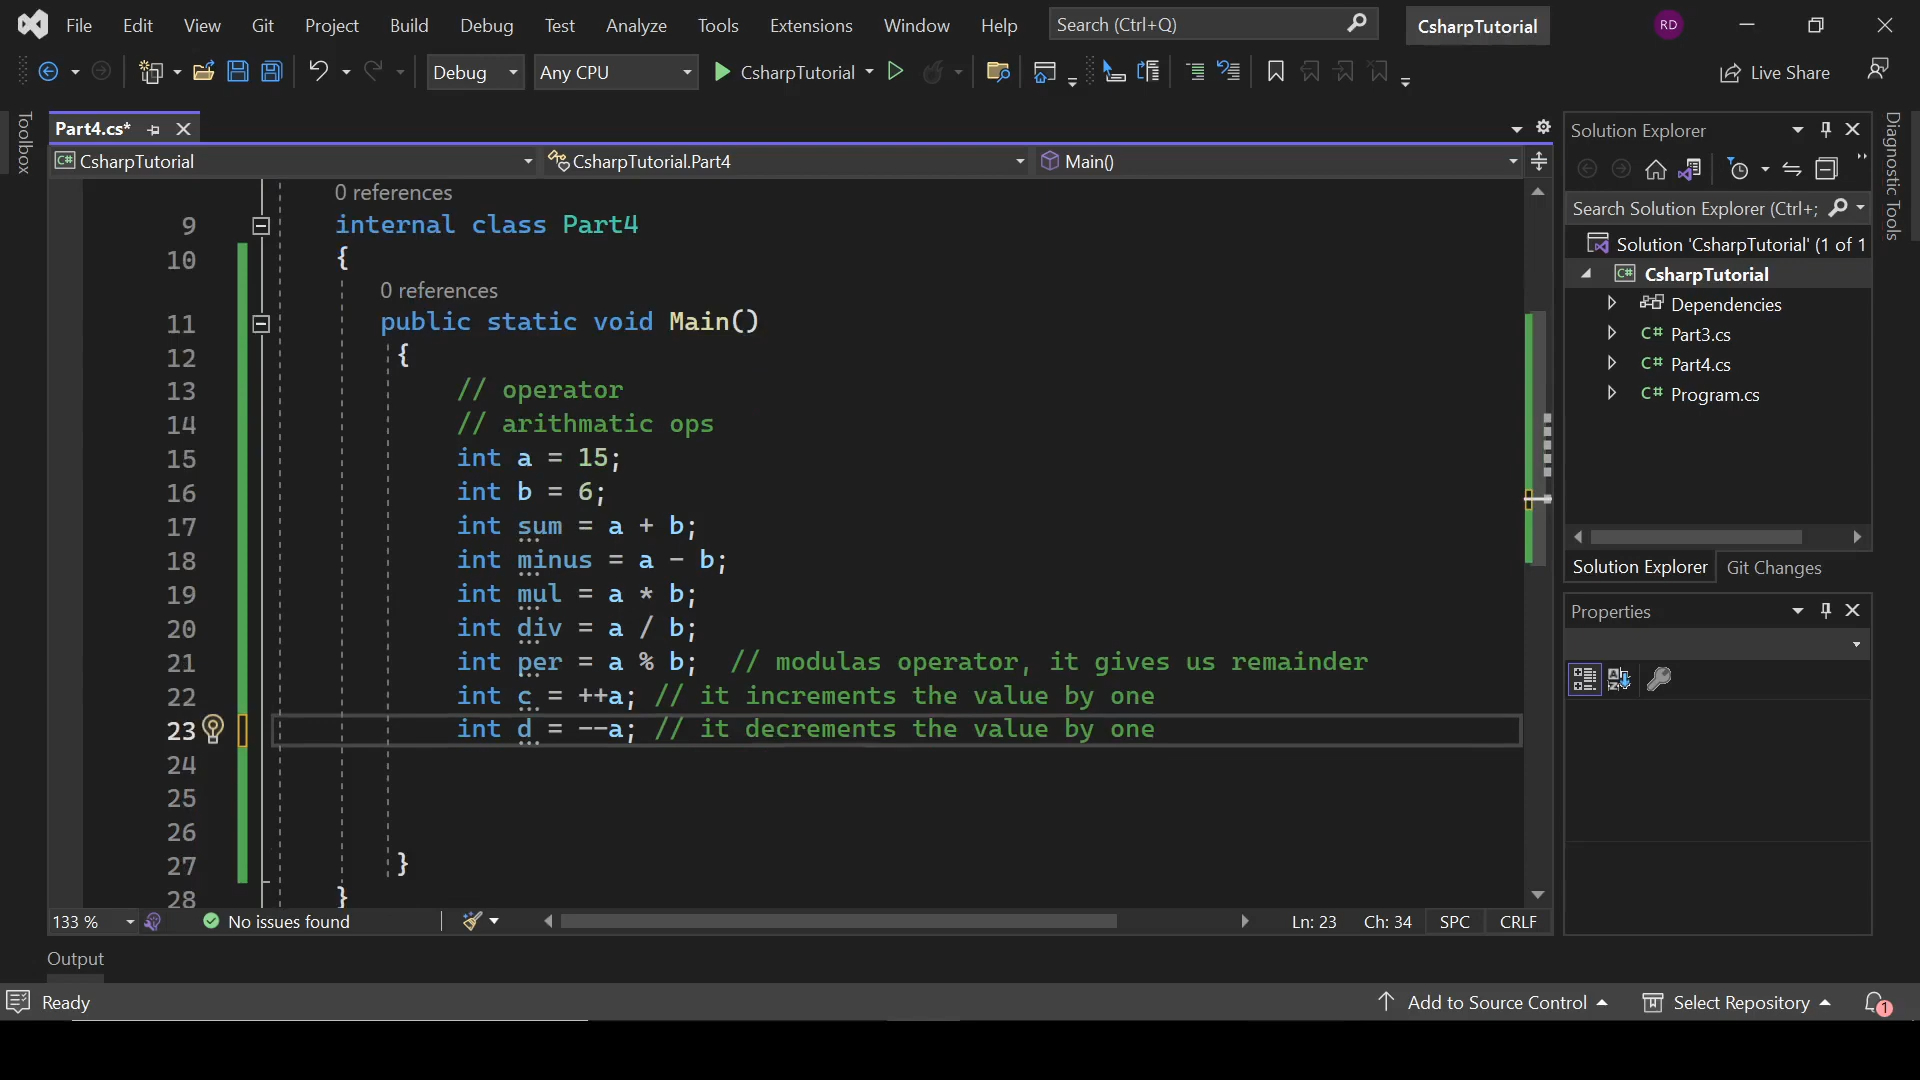 File Edit View Git Project Build Debug Test Analyze Tools Extensions Window Help Search (Ctrl+Q) CsharpTutorial RD
Debug Any CPU CsharpTutorial Live Share
Toolbox
Part4.cs*
CsharpTutorial CsharpTutorial.Part4 Main()
0 references
9 internal class Part4
10 {
0 references
11 public static void Main()
12 {
13 // operator
14 // arithmatic ops
15 int a = 15;
16 int b = 6;
17 int sum = a + b;
18 int minus = a - b;
19 int mul = a * b;
20 int div = a / b;
21 int per = a % b; // modulas operator, it gives us remainder
22 int c = ++a; // it increments the value by one
23 int d = --a; // it decrements the value by one
24
25
26
27 }
28 }
133 % No issues found Ln: 23 Ch: 34 SPC CRLF
Solution Explorer
Search Solution Explorer (Ctrl+;
Solution 'CsharpTutorial' (1 of 1
C# CsharpTutorial
Dependencies
C# Part3.cs
C# Part4.cs
C# Program.cs
Solution Explorer Git Changes
Properties
Diagnostic Tools
Output
Ready Add to Source Control Select Repository 1